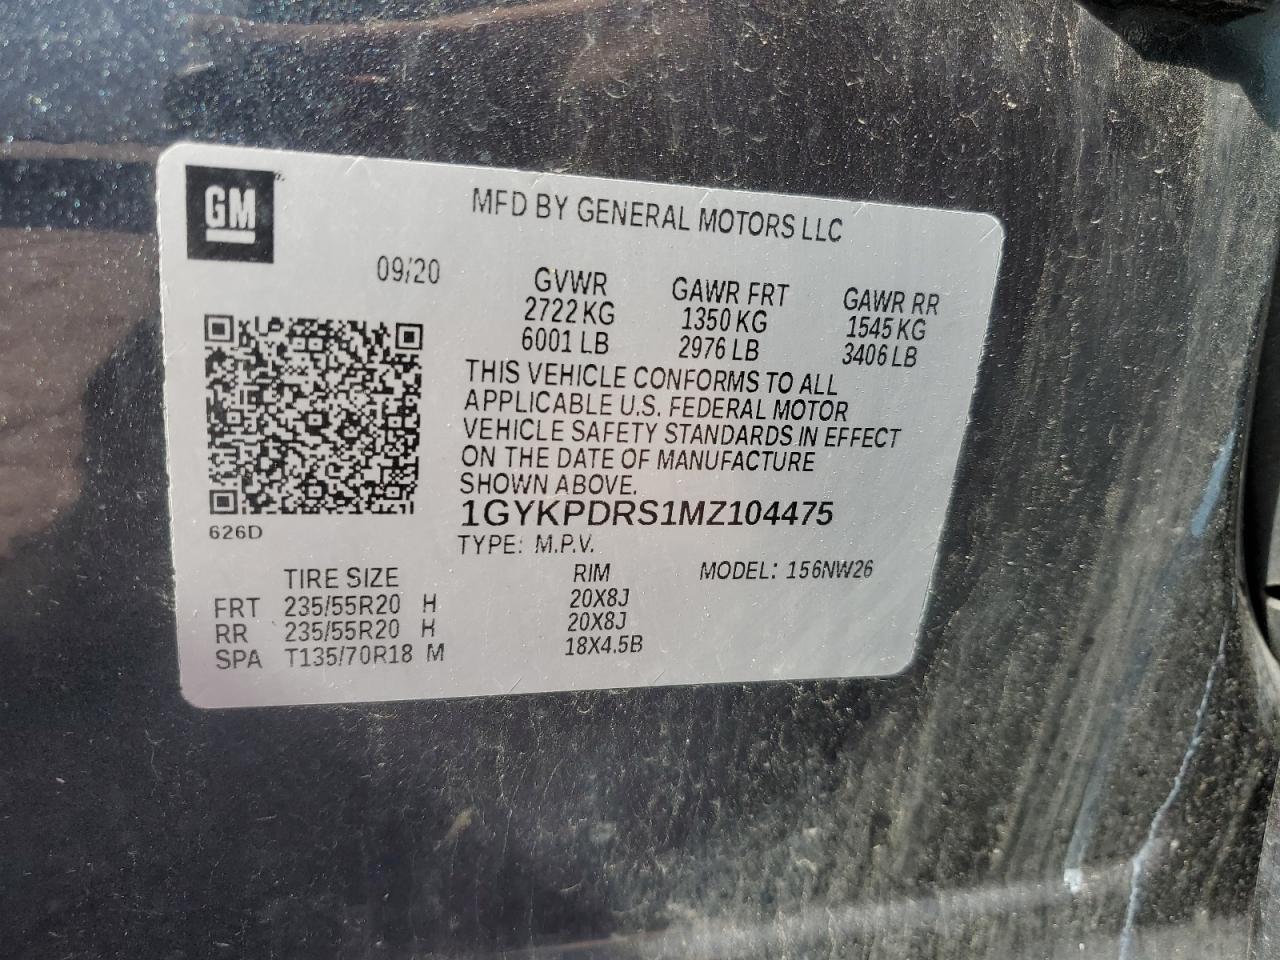 GM
MFD BY GENERAL MOTORS LLC
09/20
GVWR GAWR FRT GAWR RR
2722 KG 1350 KG 1545 KG
6001 LB 2976 LB 3406 LB
THIS VEHICLE CONFORMS TO ALL
APPLICABLE U.S. FEDERAL MOTOR
VEHICLE SAFETY STANDARDS IN EFFECT
ON THE DATE OF MANUFACTURE
SHOWN ABOVE.
1GYKPDRS1MZ104475
626D
TYPE: M.P.V.
TIRE SIZE RIM MODEL: 156NW26
FRT 235/55R20 H 20X8J
RR 235/55R20 H 20X8J
SPA T135/70R18 M 18X4.5B